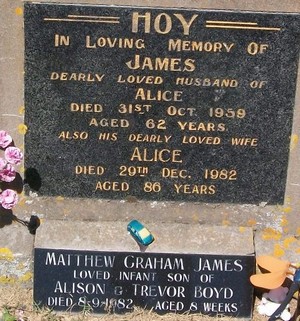 HOY
IN LOVING MEMORY OF
JAMES
DEARLY LOVED HUSBAND OF
ALICE
DIED 31ST OCT. 1959
AGED 62 YEARS
ALSO HIS DEARLY LOVED WIFE
ALICE
DIED 29TH DEC. 1982
AGED 86 YEARS
MATTHEW GRAHAM JAMES
LOVED INFANT SON OF
ALISON & TREVOR BOYD
DIED 8-9-1982 AGED 8 WEEKS